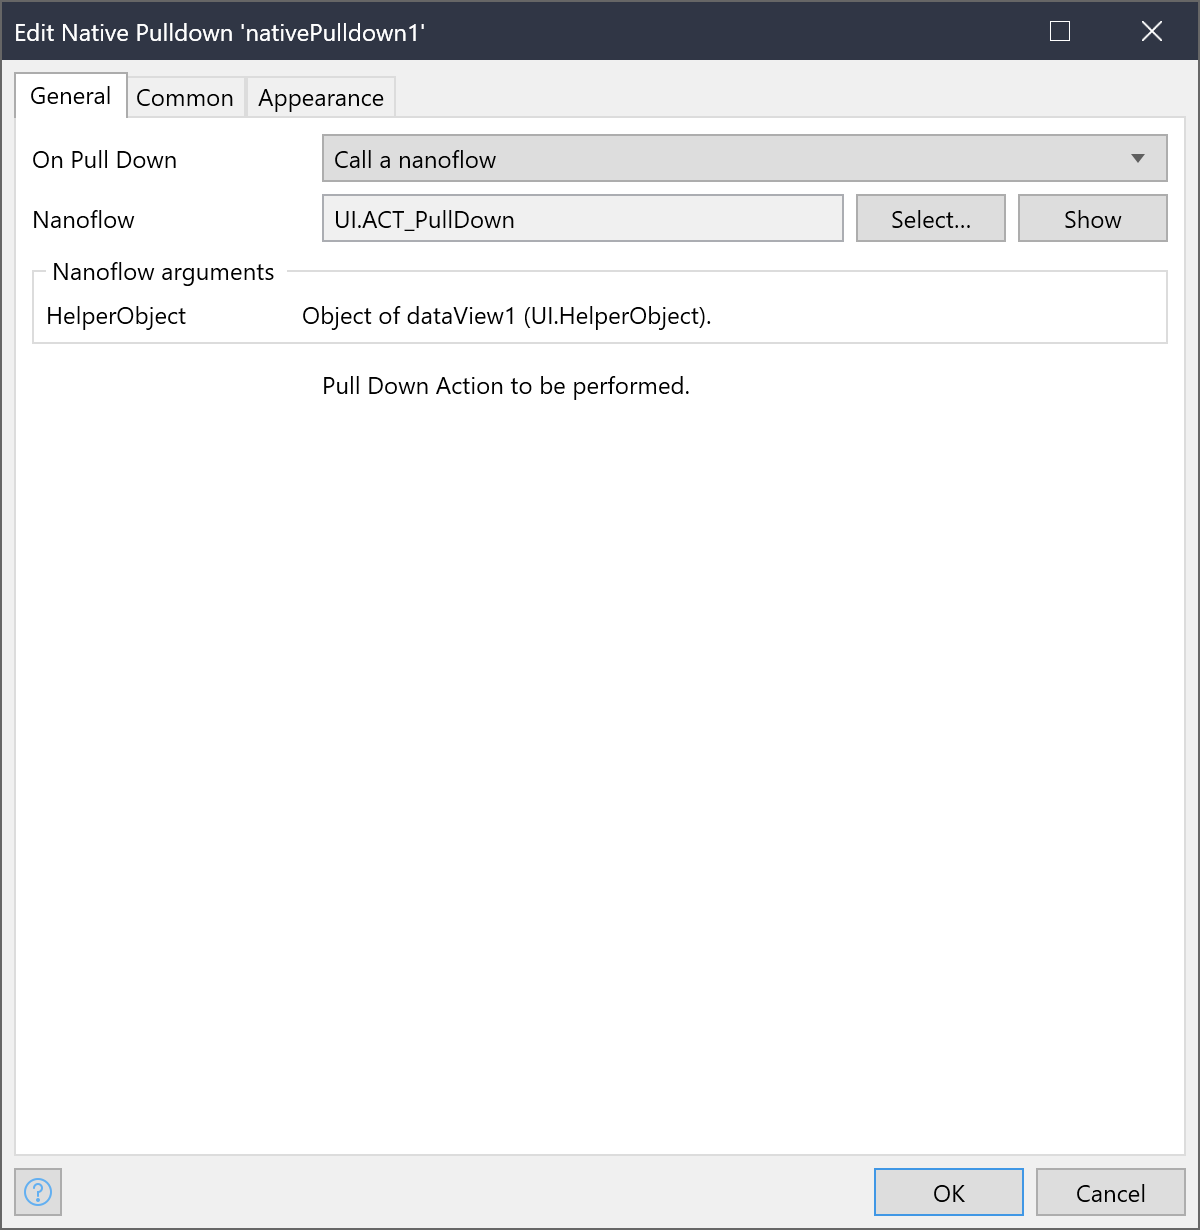 Edit Native Pulldown 'nativePulldown1'
General Common Appearance
On Pull Down Call a nanoflow
Nanoflow UI.ACT_PullDown Select... Show
Nanoflow arguments
HelperObject Object of dataView1 (UI.HelperObject).
Pull Down Action to be performed.
? OK Cancel